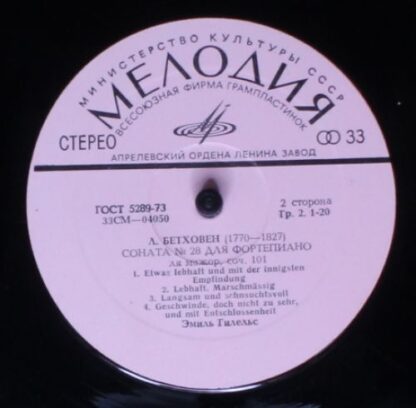 МИНИСТЕРСТВО КУЛЬТУРЫ СССР
МЕЛОДИЯ
ВСЕСОЮЗНАЯ ФИРМА ГРАМПЛАСТИНОК
СТЕРЕО
33
АПРЕЛЕВСКИЙ ОРДЕНА ЛЕНИНА ЗАВОД
ГОСТ 5289-73
33СМ—04050
2 сторона
Гр. 2. 1-20
Л. БЕТХОВЕН (1770—1827)
СОНАТА № 28 ДЛЯ ФОРТЕПИАНО
ля мажор, соч. 101
1. Etwas lebhaft und mit der innigsten
Empfindung
2. Lebhaft. Marschmässig
3. Langsam und sehnsuchtsvoll
4. Geschwinde, doch nicht zu sehr,
und mit Entschlossenheit
Эмиль Гилельс